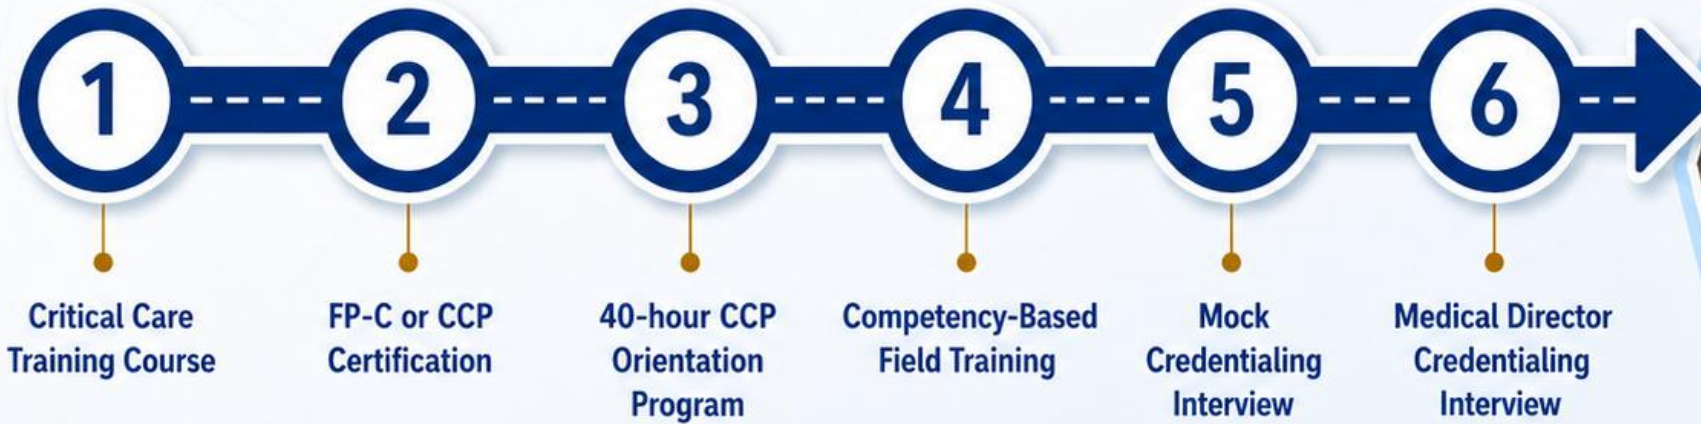 1
2
3
4
5
6
Critical Care
Training Course
FP-C or CCP
Certification
40-hour CCP
Orientation
Program
Competency-Based
Field Training
Mock
Credentialing
Interview
Medical Director
Credentialing
Interview